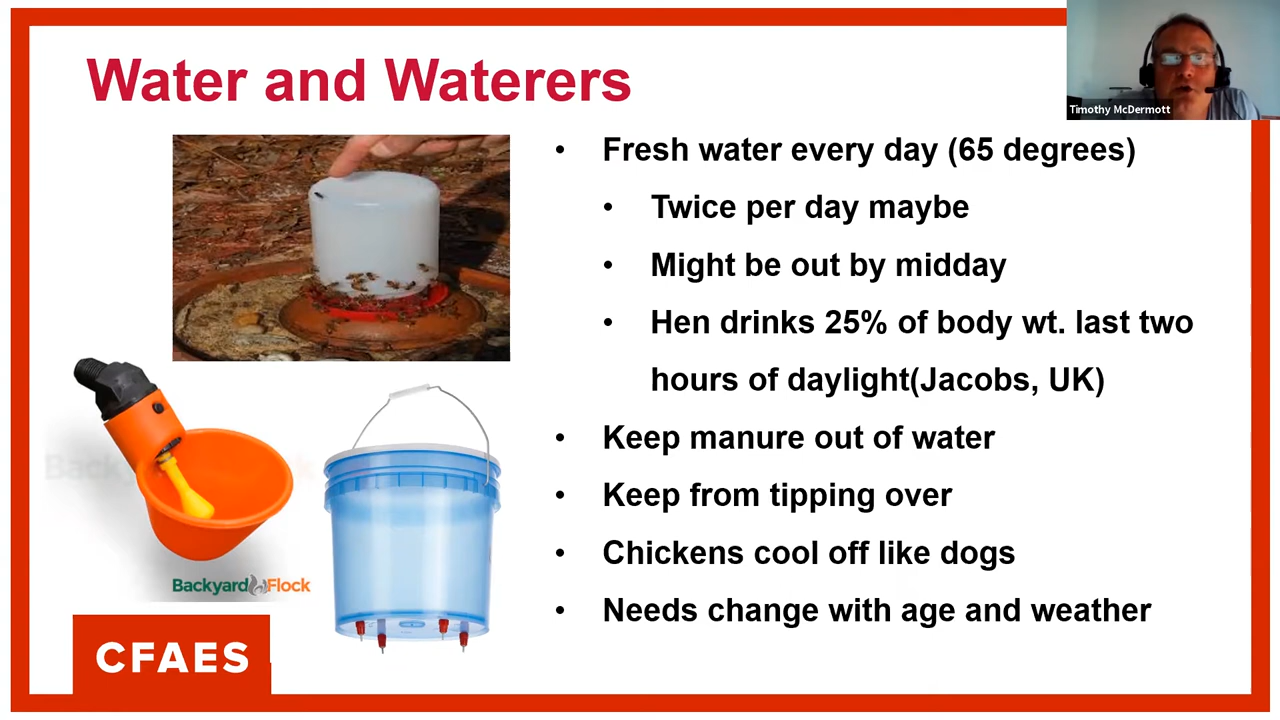 Water and Waterers
Timothy McDermott
• Fresh water every day (65 degrees)
• Twice per day maybe
• Might be out by midday
• Hen drinks 25% of body wt. last two
hours of daylight(Jacobs, UK)
• Keep manure out of water
• Keep from tipping over
• Chickens cool off like dogs
• Needs change with age and weather
Backyard Flock
CFAES